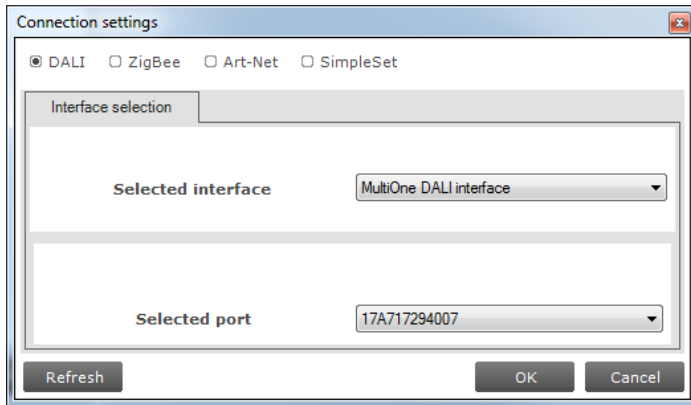 Connection settings
DALI ZigBee Art-Net SimpleSet
Interface selection
Selected interface MultiOne DALI interface
Selected port 17A717294007
Refresh OK Cancel